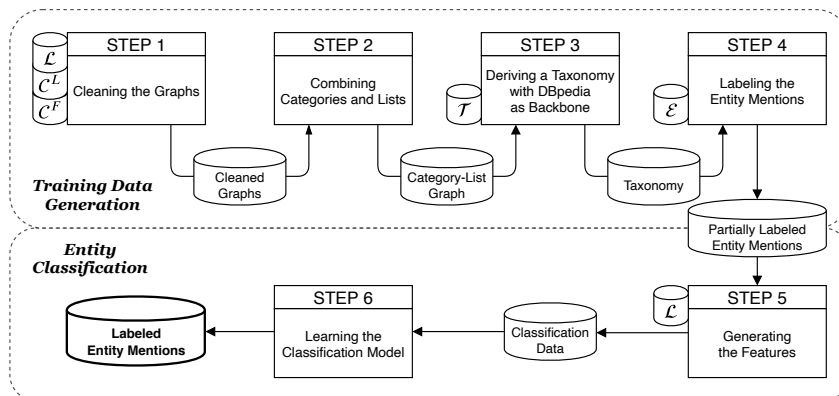 STEP 1
ℒ
𝒞^L
𝒞^F
Cleaning the Graphs
STEP 2
Combining
Categories and Lists
STEP 3
𝒯
Deriving a Taxonomy
with DBpedia
as Backbone
STEP 4
ℰ
Labeling the
Entity Mentions
Cleaned
Graphs
Category-List
Graph
Taxonomy
Training Data
Generation
Partially Labeled
Entity Mentions
Entity
Classification
Labeled
Entity Mentions
STEP 6
Learning the
Classification Model
Classification
Data
STEP 5
ℒ
Generating
the Features